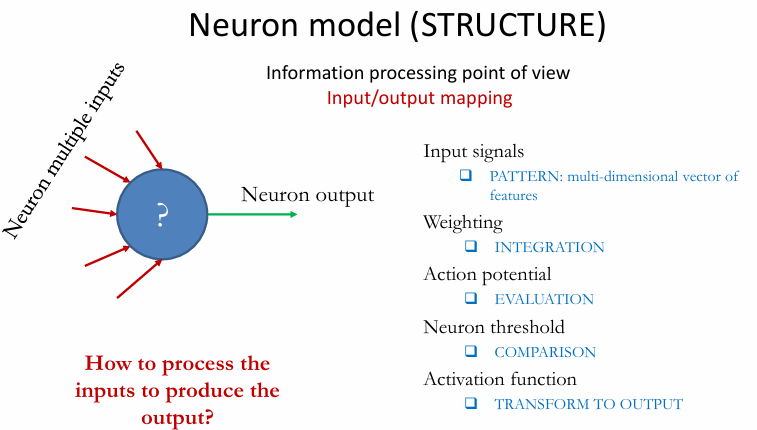 Neuron model (STRUCTURE)
Information processing point of view
Input/output mapping
Neuron multiple inputs
?
Neuron output
How to process the
inputs to produce the
output?
Input signals
❑ PATTERN: multi-dimensional vector of
features
Weighting
❑ INTEGRATION
Action potential
❑ EVALUATION
Neuron threshold
❑ COMPARISON
Activation function
❑ TRANSFORM TO OUTPUT